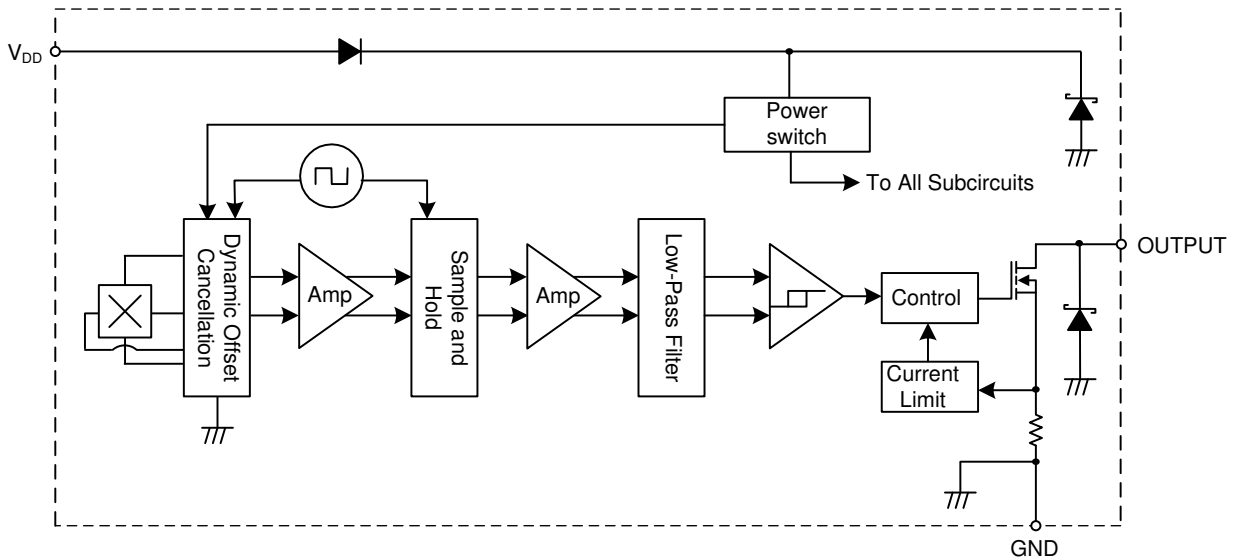 VDD
Power
switch
To All Subcircuits
Dynamic Offset
Cancellation
Amp
Sample and
Hold
Amp
Low-Pass Filter
Control
Current
Limit
OUTPUT
GND